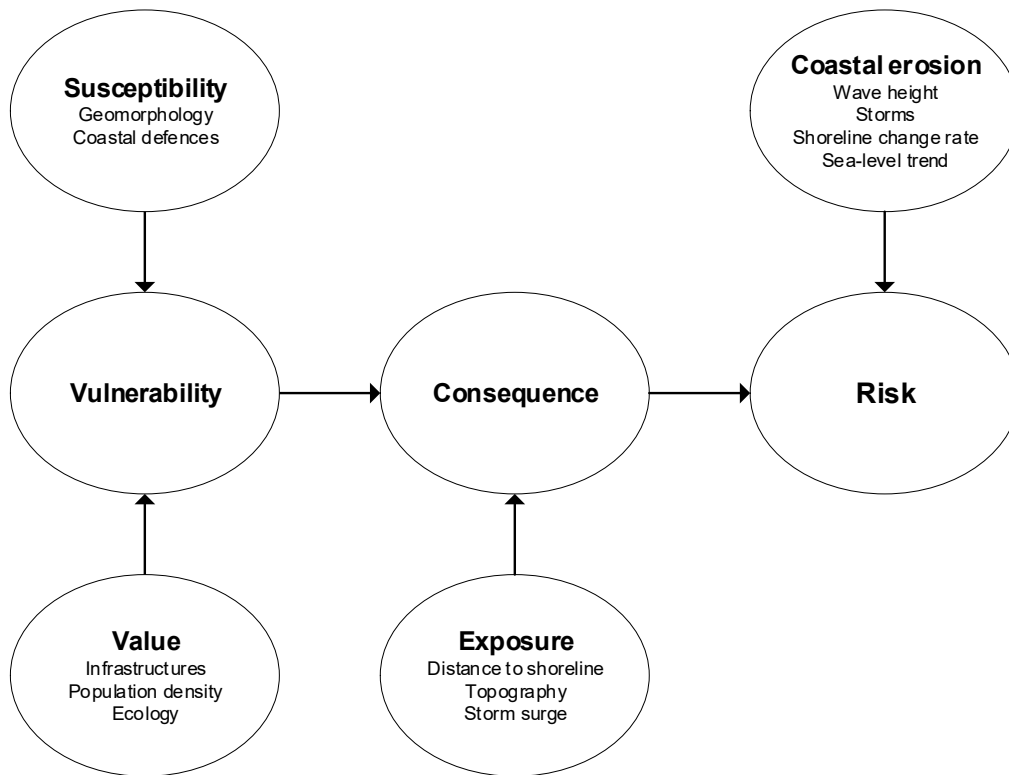 Susceptibility
Geomorphology
Coastal defences
Coastal erosion
Wave height
Storms
Shoreline change rate
Sea-level trend
Vulnerability
Consequence
Risk
Value
Infrastructures
Population density
Ecology
Exposure
Distance to shoreline
Topography
Storm surge